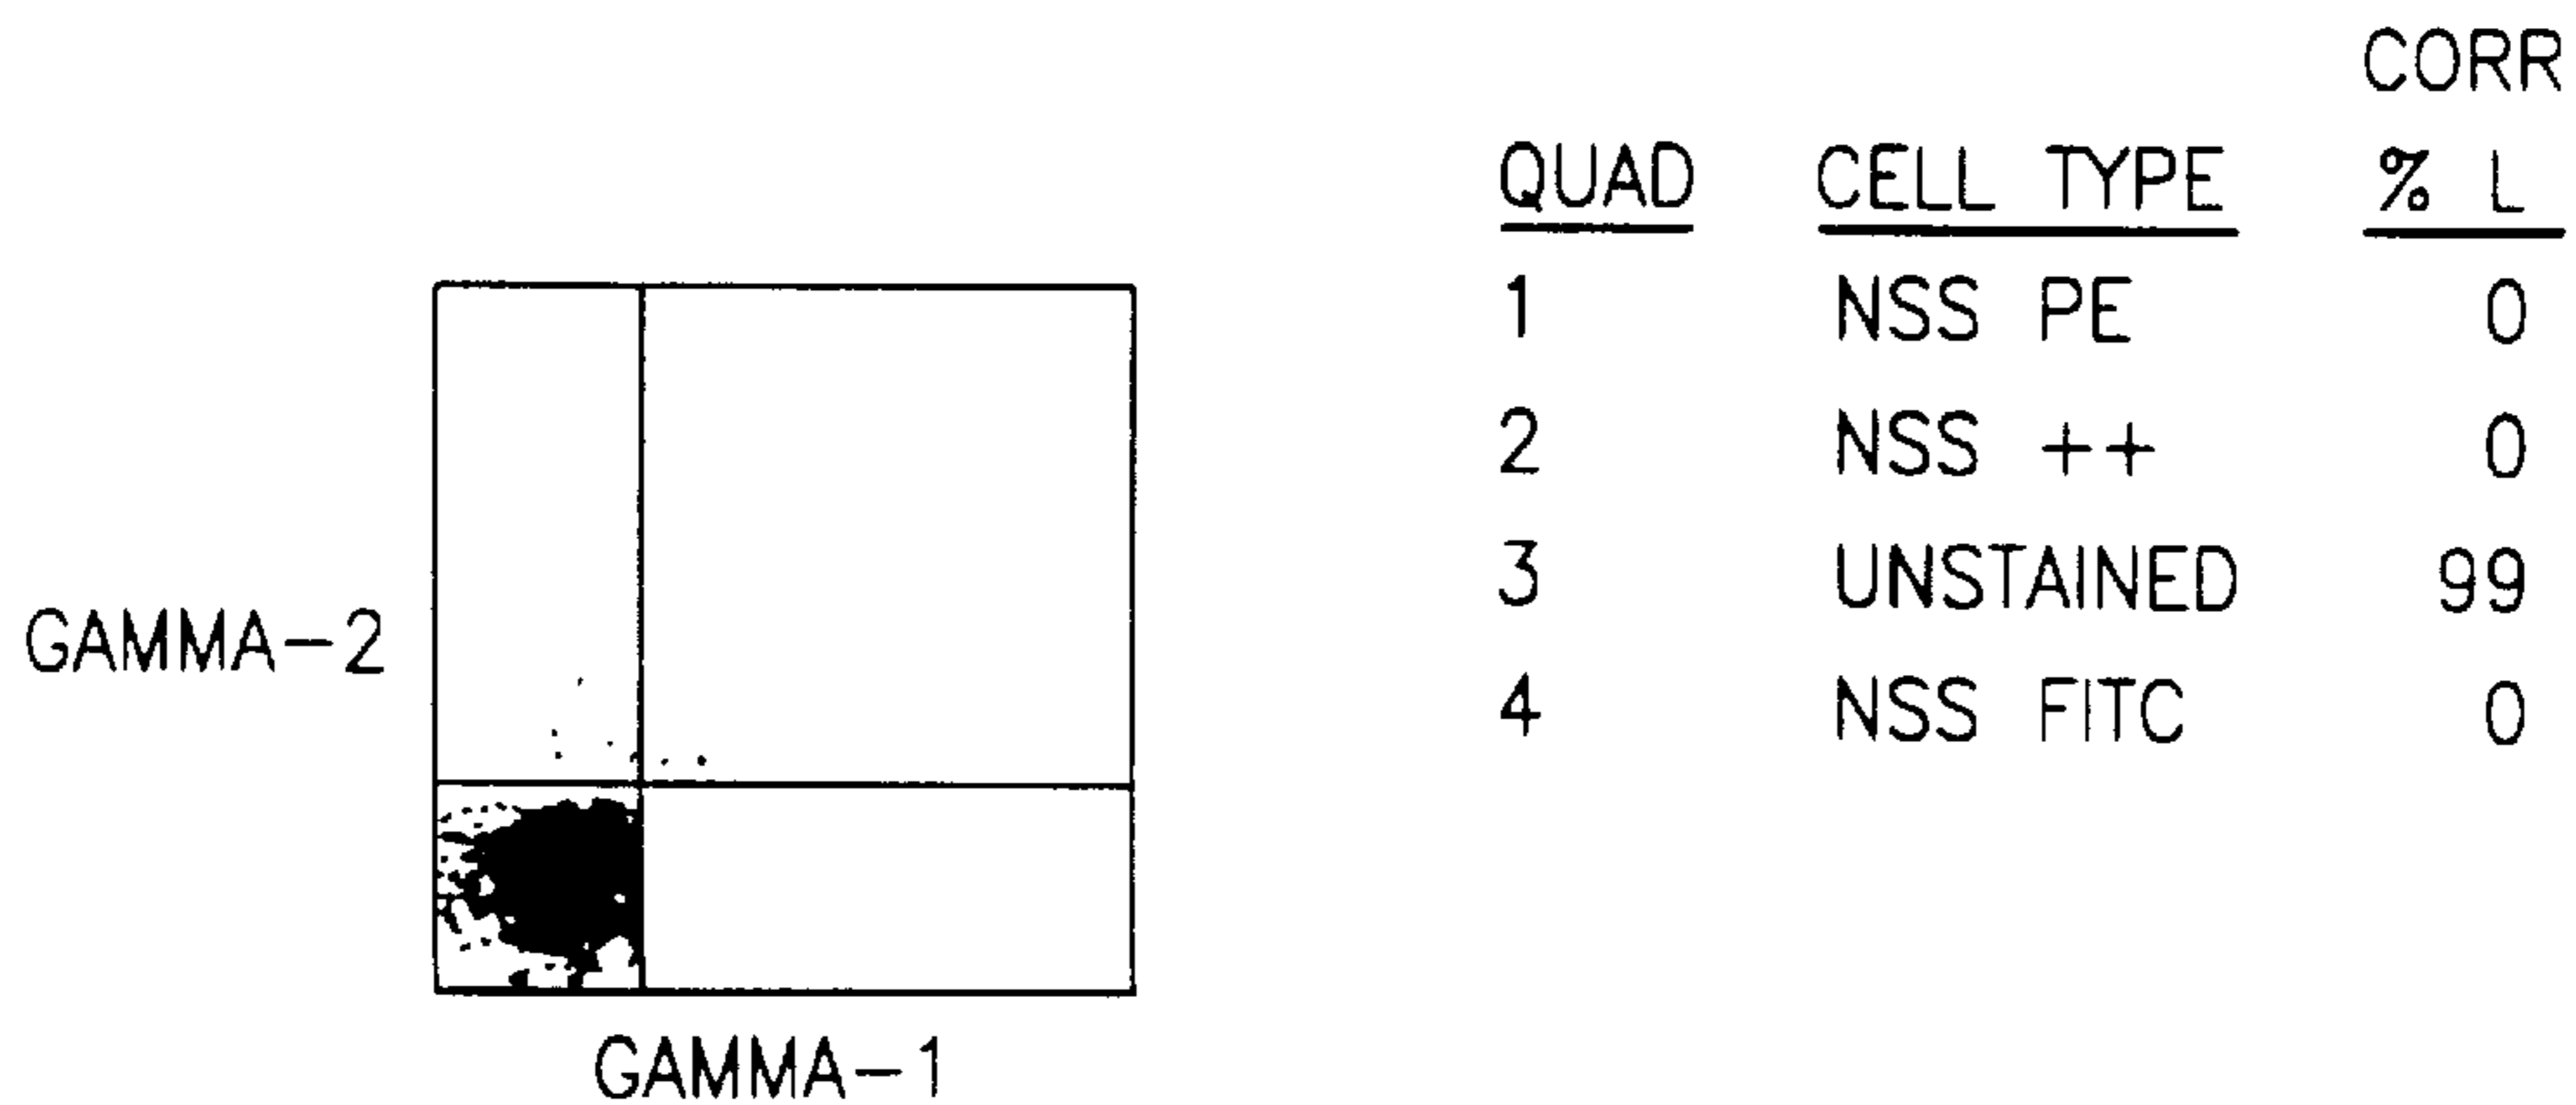 CORR
QUAD CELL TYPE % L
1 NSS PE 0
2 NSS ++ 0
3 UNSTAINED 99
4 NSS FITC 0
GAMMA-2
GAMMA-1